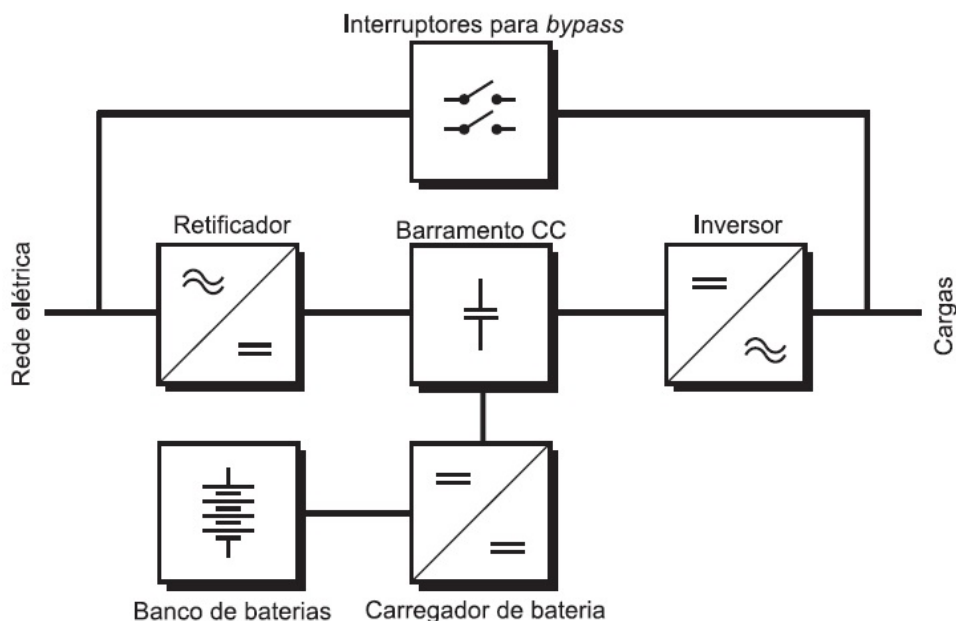 Interruptores para bypass
Retificador
Barramento CC
Inversor
Rede elétrica
Cargas
Banco de baterias
Carregador de bateria